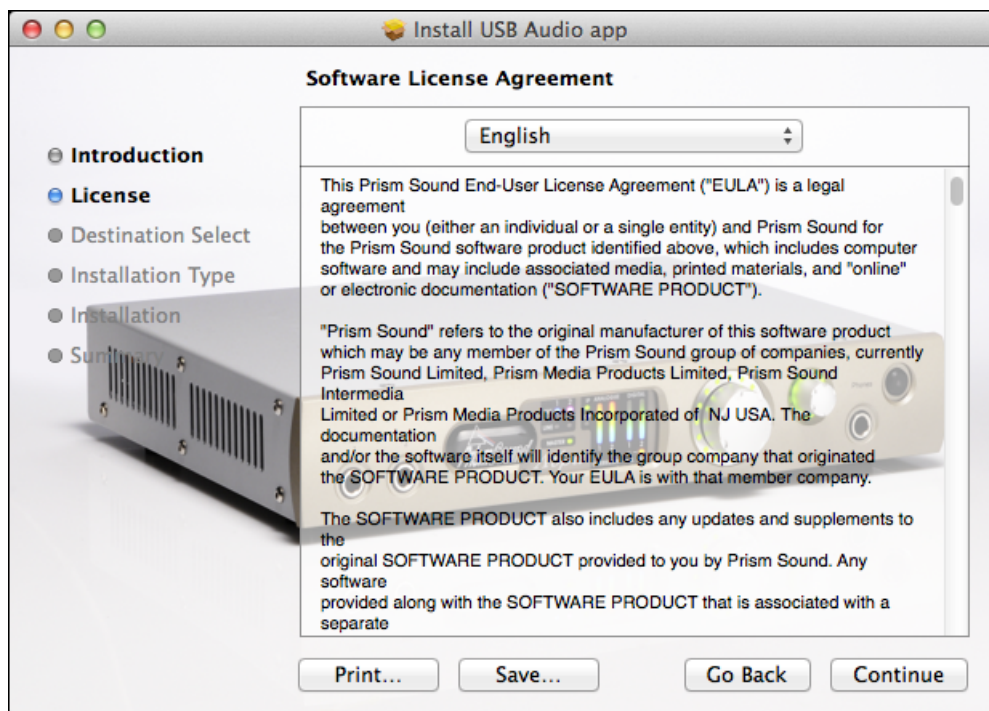 Install USB Audio app
Software License Agreement
Introduction
License
Destination Select
Installation Type
Installation
Summary
English
This Prism Sound End-User License Agreement ("EULA") is a legal
agreement
between you (either an individual or a single entity) and Prism Sound for
the Prism Sound software product identified above, which includes computer
software and may include associated media, printed materials, and "online"
or electronic documentation ("SOFTWARE PRODUCT").
"Prism Sound" refers to the original manufacturer of this software product
which may be any member of the Prism Sound group of companies, currently
Prism Sound Limited, Prism Media Products Limited, Prism Sound
Intermedia
Limited or Prism Media Products Incorporated of  NJ USA. The
documentation
and/or the software itself will identify the group company that originated
the SOFTWARE PRODUCT. Your EULA is with that member company.
The SOFTWARE PRODUCT also includes any updates and supplements to
the
original SOFTWARE PRODUCT provided to you by Prism Sound. Any
software
provided along with the SOFTWARE PRODUCT that is associated with a
separate
Print...
Save...
Go Back
Continue